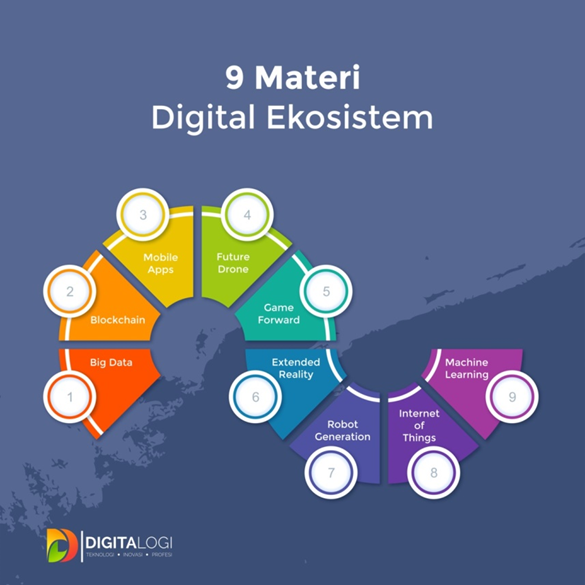 9 Materi
Digital Ekosistem
1
Big Data
2
Blockchain
3
Mobile
Apps
4
Future
Drone
5
Game
Forward
6
Extended
Reality
7
Robot
Generation
8
Internet
of
Things
9
Machine
Learning
DIGITALOGI
TEKNOLOGI • INOVASI • PROFESI